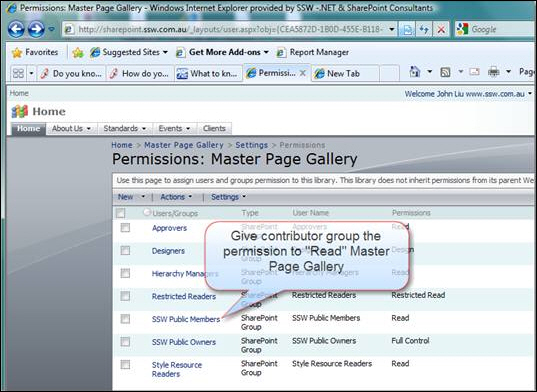 Permissions: Master Page Gallery - Windows Internet Explorer provided by SSW -.NET & SharePoint Consultants
http://sharepoint.ssw.com.au/_layouts/user.aspx?obj={CEA5872D-1B0D-455E-B118-
Google
Favorites Suggested Sites Get More Add-ons Report Manager
Do you kno... How do yo... What to kn... Permissi... New Tab Page
Home Welcome John Liu www.ssw.com.au
Home
Home About Us Standards Events Clients
Home > Master Page Gallery > Settings > Permissions
Permissions: Master Page Gallery
Use this page to assign users and groups permission to this library. This library does not inherit permissions from its parent We
New Actions Settings
Users/Groups Type User Name Permissions
Approvers SharePoint Group Approvers Read
Designers SharePoint Group Design
Hierarchy Managers Group Hierarchy Managers
Restricted Readers SharePoint Group Restricted Readers Restricted Read
SSW Public Members SharePoint Group SSW Public Members Read
SSW Public Owners SharePoint Group SSW Public Owners Full Control
Style Resource Readers SharePoint Group Style Resource Readers Read
Give contributor group the
permission to "Read" Master
Page Gallery